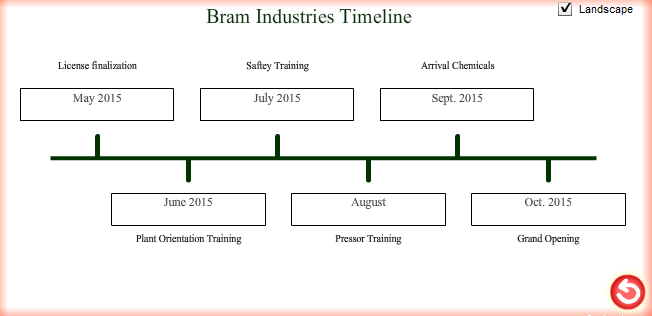 Bram Industries Timeline
Landscape
License finalization
Saftey Training
Arrival Chemicals
May 2015
July 2015
Sept. 2015
June 2015
August
Oct. 2015
Plant Orientation Training
Pressor Training
Grand Opening